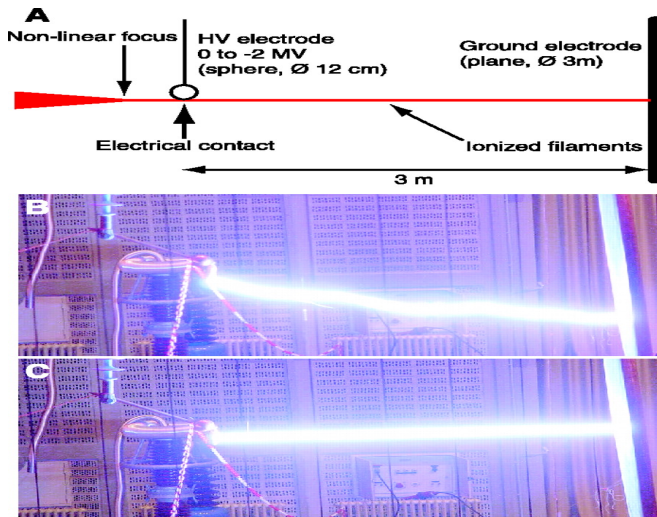 A
Non-linear focus
HV electrode
0 to -2 MV
(sphere, Ø 12 cm)
Ground electrode
(plane, Ø 3m)
Electrical contact
Ionized filaments
3 m
B
C